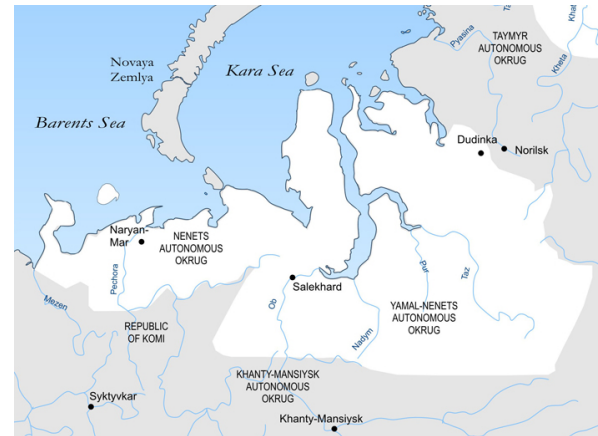 Pyasina
Ta
TAYMYR
AUTONOMOUS
OKRUG
Kheta
Khat
Novaya
Zemlya
Kara Sea
Barents Sea
Dudinka
Norilsk
Naryan-
Mar
NENETS
AUTONOMOUS
OKRUG
Pechora
Mezen
Salekhard
Ob
Pur
Taz
YAMAL-NENETS
AUTONOMOUS
OKRUG
Nadym
REPUBLIC
OF KOMI
KHANTY-MANSIYSK
AUTONOMOUS
OKRUG
Syktyvkar
Khanty-Mansiysk